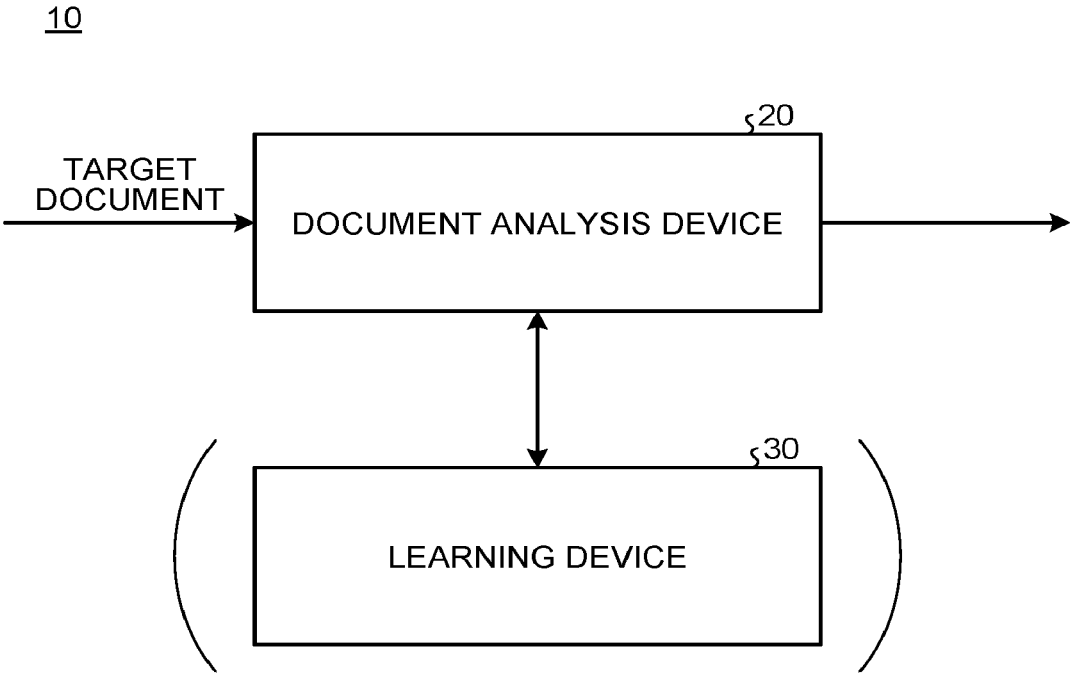 10
20
TARGET
DOCUMENT
DOCUMENT ANALYSIS DEVICE
30
LEARNING DEVICE